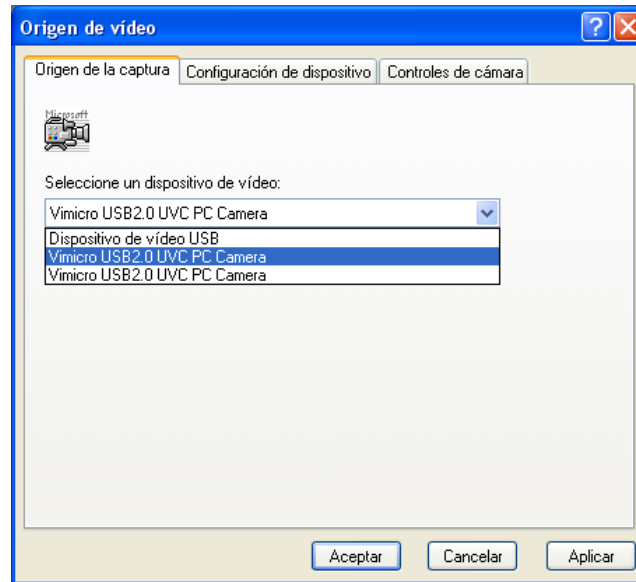 Origen de vídeo
Origen de la captura Configuración de dispositivo Controles de cámara
Microsoft
Seleccione un dispositivo de vídeo:
Vimicro USB2.0 UVC PC Camera
Dispositivo de vídeo USB
Vimicro USB2.0 UVC PC Camera
Vimicro USB2.0 UVC PC Camera
Aceptar Cancelar Aplicar